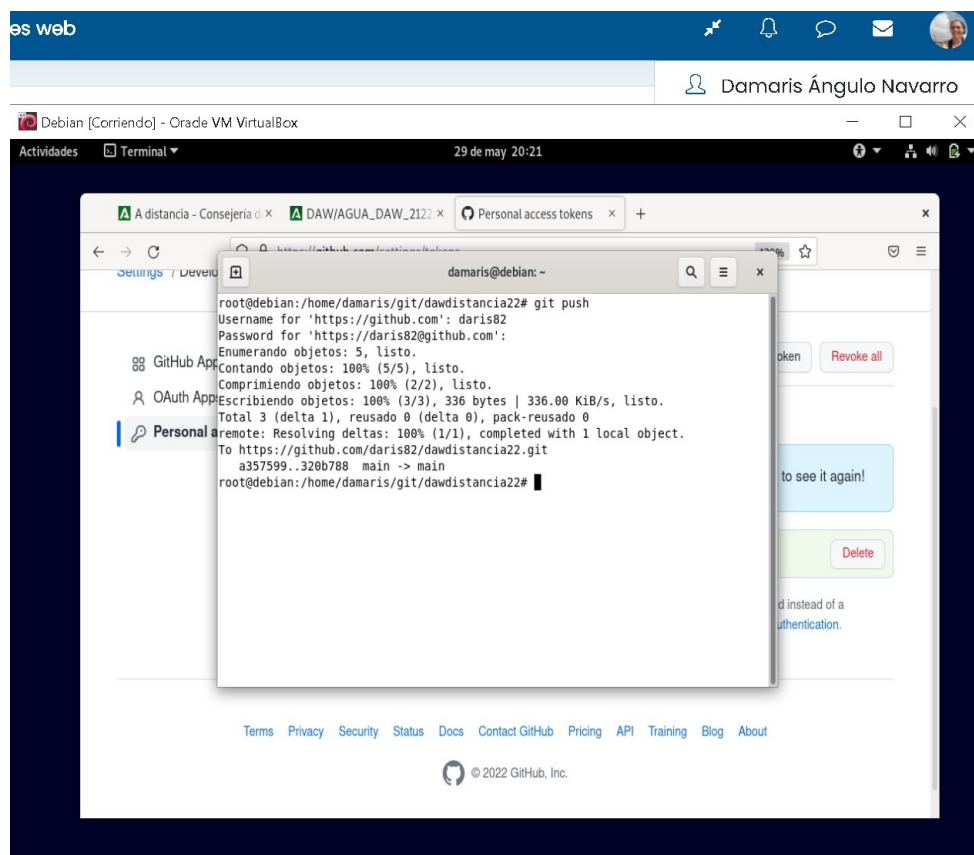 es web
Damaris Ángulo Navarro
Debian [Corriendo] - Oracle VM VirtualBox
Actividades Terminal 29 de may 20:21
A distancia - Consejería d DAW/AGUA_DAW_2122 Personal access tokens
https://github.com/settings/tokens 120%
Settings / Develo
damaris@debian: ~
root@debian:/home/damaris/git/dawdistancia22# git push
Username for 'https://github.com': daris82
Password for 'https://daris82@github.com':
Enumerando objetos: 5, listo.
Contando objetos: 100% (5/5), listo.
Comprimiendo objetos: 100% (2/2), listo.
Escribiendo objetos: 100% (3/3), 336 bytes | 336.00 KiB/s, listo.
Total 3 (delta 1), reusado 0 (delta 0), pack-reusado 0
remote: Resolving deltas: 100% (1/1), completed with 1 local object.
To https://github.com/daris82/dawdistancia22.git
a357599..320b788 main -> main
root@debian:/home/damaris/git/dawdistancia22#
GitHub App
OAuth Apps
Personal a
oken Revoke all
to see it again!
Delete
d instead of a
uthentication.
Terms Privacy Security Status Docs Contact GitHub Pricing API Training Blog About
© 2022 GitHub, Inc.